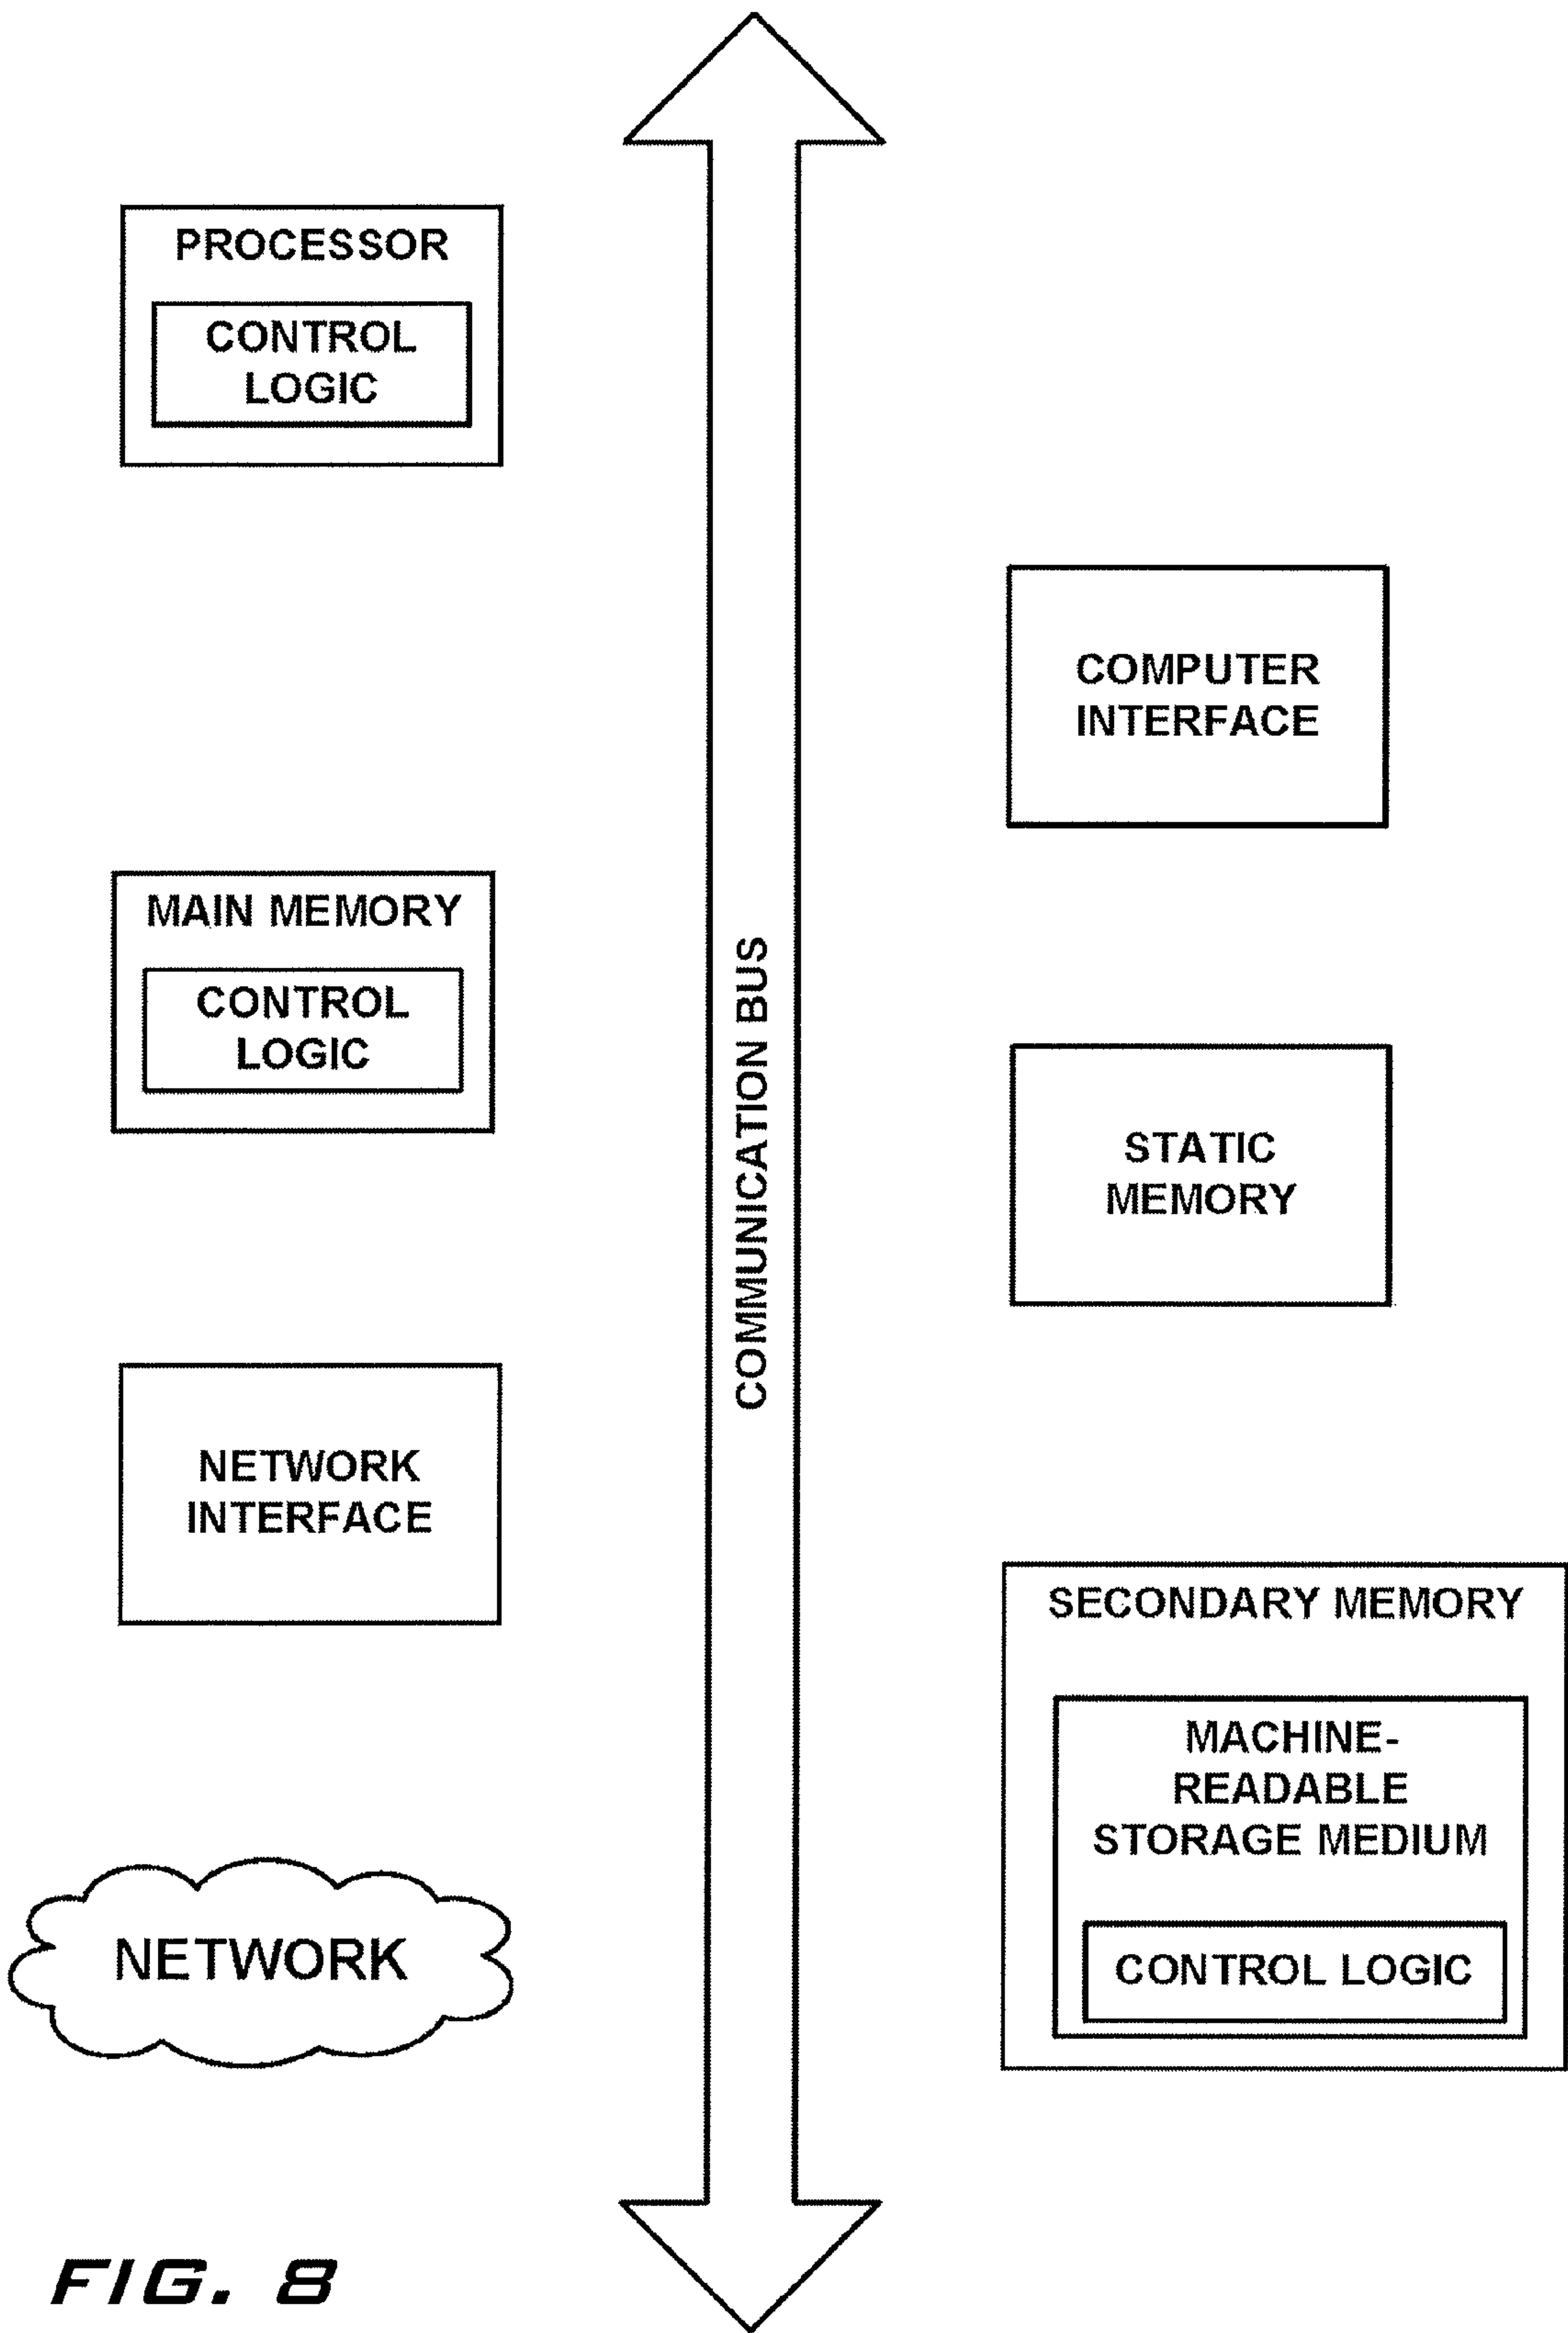 PROCESSOR
CONTROL
LOGIC
COMPUTER
INTERFACE
MAIN MEMORY
CONTROL
LOGIC
COMMUNICATION BUS
STATIC
MEMORY
NETWORK
INTERFACE
SECONDARY MEMORY
MACHINE-
READABLE
STORAGE MEDIUM
CONTROL LOGIC
NETWORK
FIG. 8